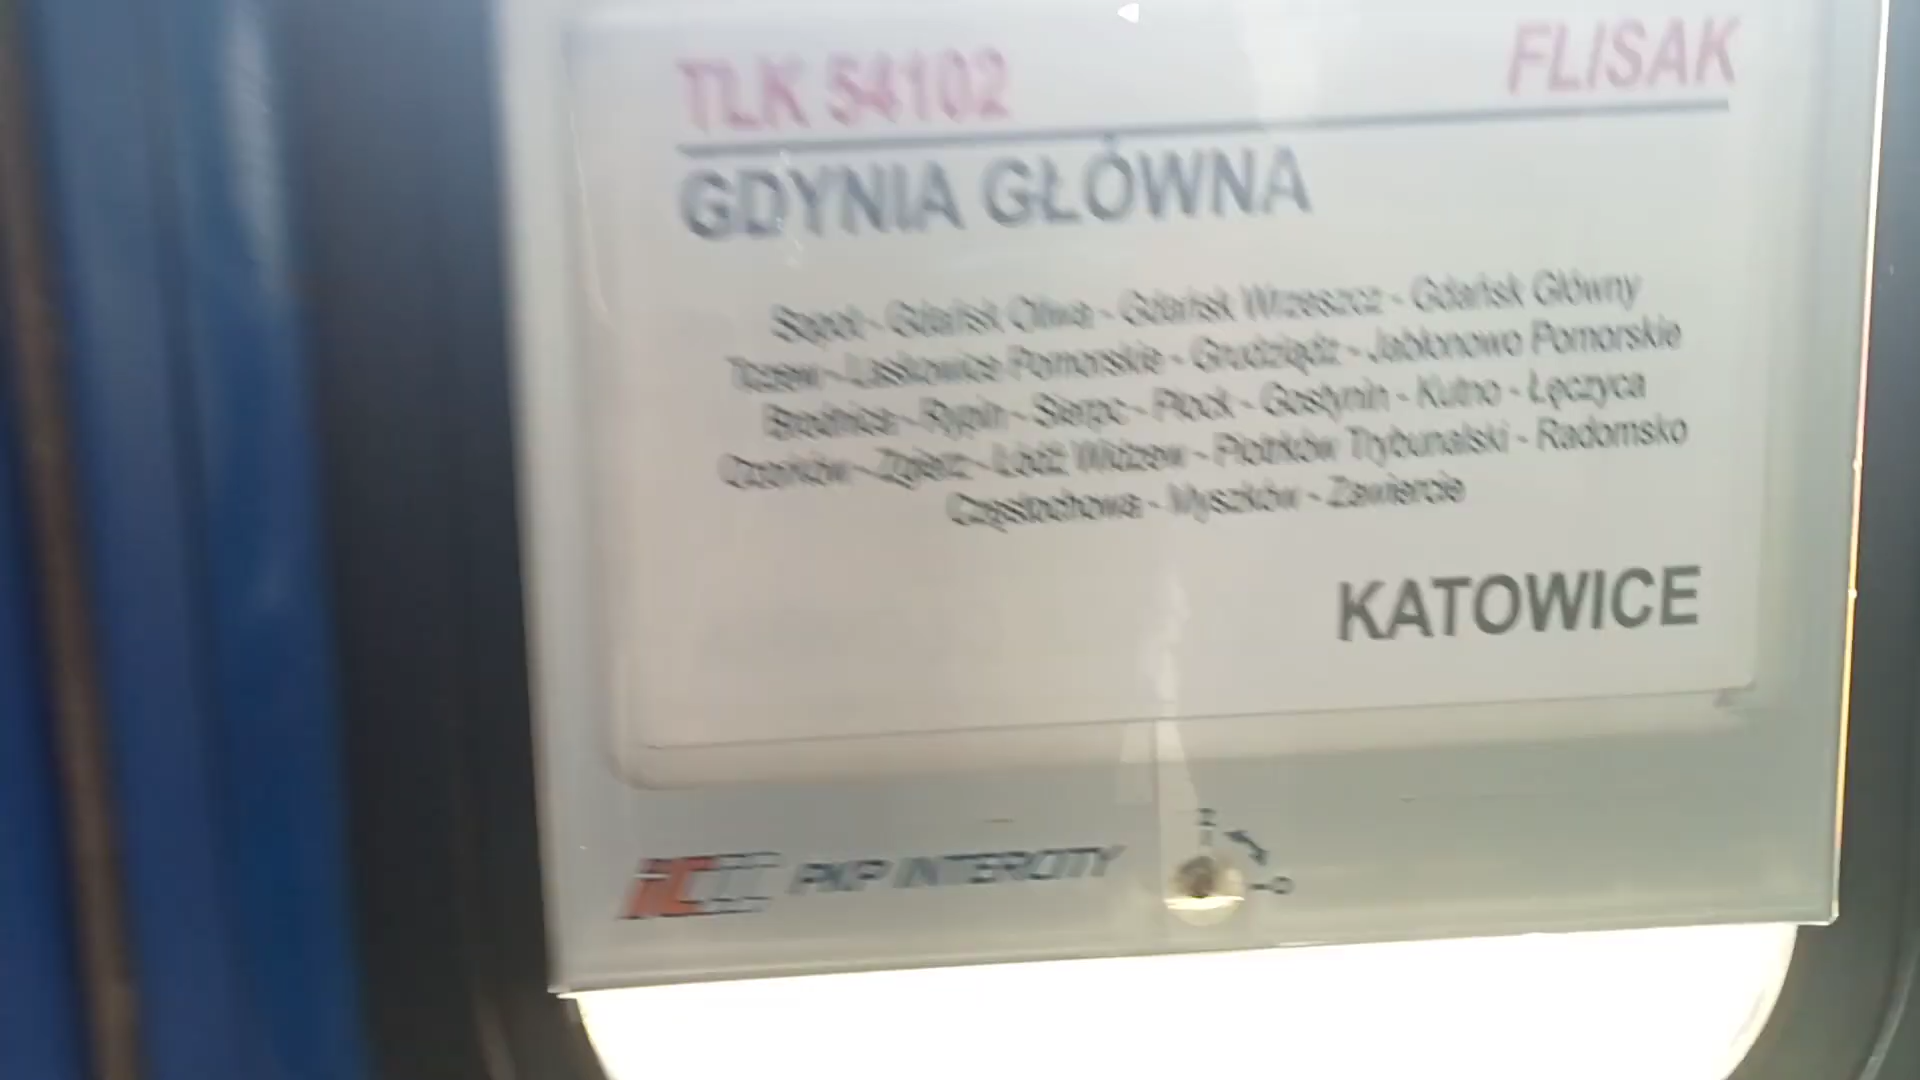 TLK 54102 FLISAK
GDYNIA GŁÓWNA
Sopot - Gdańsk Oliwa - Gdańsk Wrzeszcz - Gdańsk Główny
Tczew - Laskowice Pomorskie - Grudziądz - Jabłonowo Pomorskie
Brodnica - Rypin - Sierpc - Płock - Gostynin - Kutno - Łęczyca
Ozorków - Zgierz - Łódź Widzew - Piotrków Trybunalski - Radomsko
Częstochowa - Myszków - Zawiercie
KATOWICE
IC PKP INTERCITY